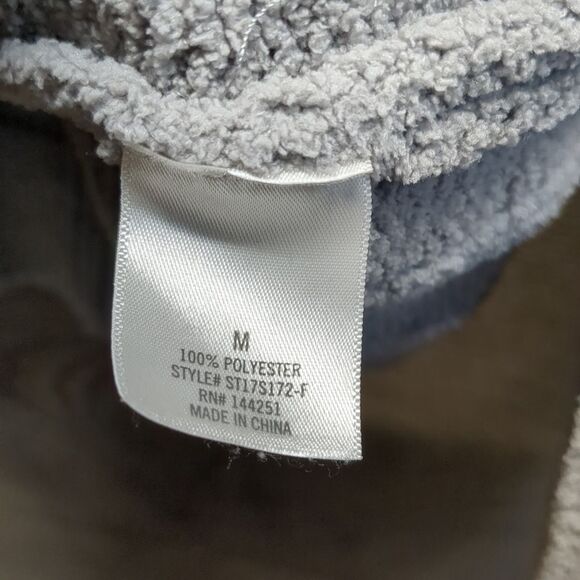 M
100% POLYESTER
STYLE# ST17S172-F
RN# 144251
MADE IN CHINA